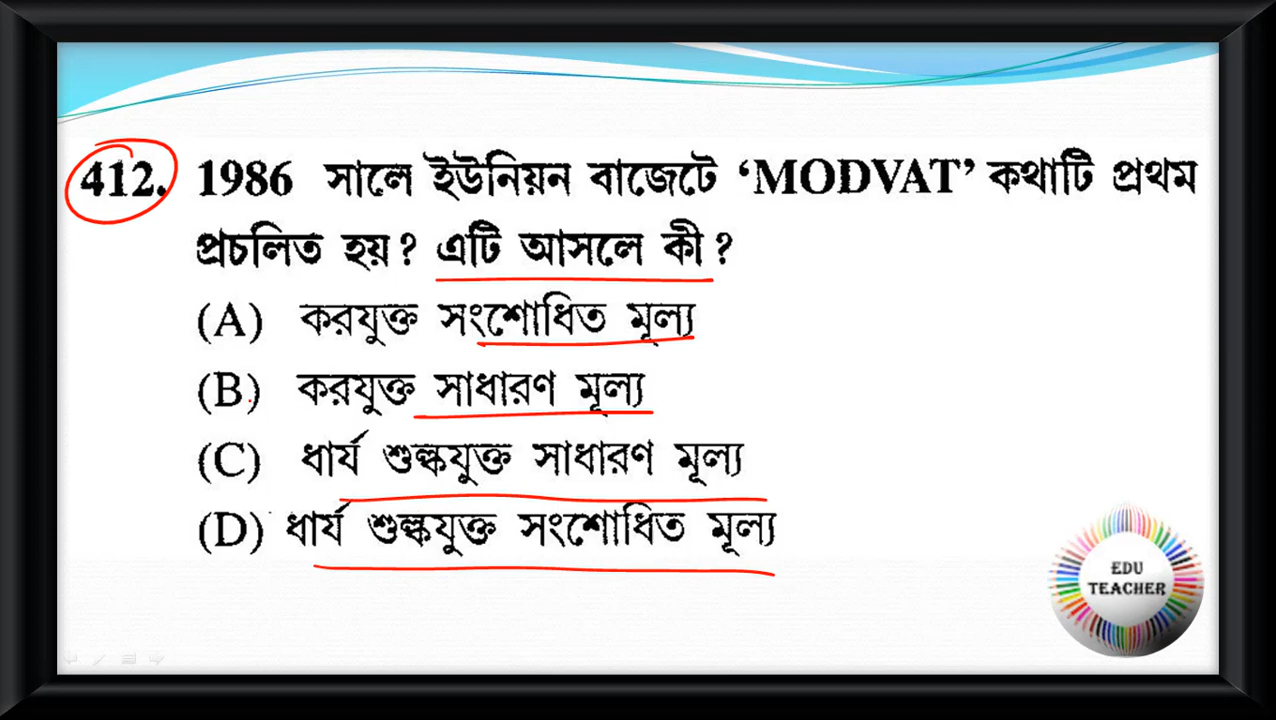 412. 1986 সালে ইউনিয়ন বাজেটে ‘MODVAT’ কথাটি প্রথম
প্রচলিত হয়? এটি আসলে কী?
(A) করযুক্ত সংশোধিত মূল্য
(B) করযুক্ত সাধারণ মূল্য
(C) ধার্য শুল্কযুক্ত সাধারণ মূল্য
(D) ধার্য শুল্কযুক্ত সংশোধিত মূল্য
EDU
TEACHER